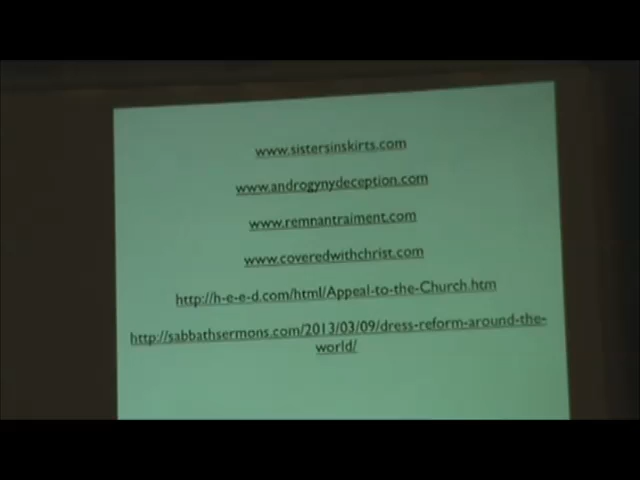 www.sistersinskirts.com
www.androgynydeception.com
www.remnantraiment.com
www.coveredwithchrist.com
http://h-e-e-d.com/html/Appeal-to-the-Church.htm
http://sabbathsermons.com/2013/03/09/dress-reform-around-the-
world/